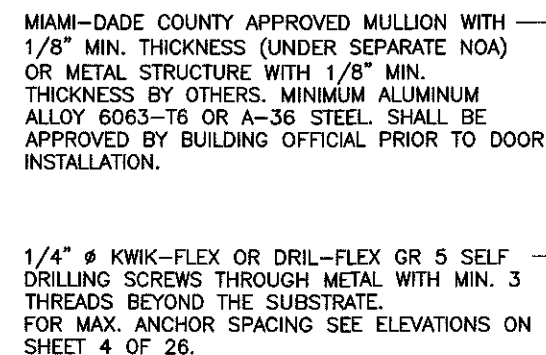 MIAMI-DADE COUNTY APPROVED MULLION WITH
1/8" MIN. THICKNESS (UNDER SEPARATE NOA)
OR METAL STRUCTURE WITH 1/8" MIN.
THICKNESS BY OTHERS. MINIMUM ALUMINUM
ALLOY 6063-T6 OR A-36 STEEL. SHALL BE
APPROVED BY BUILDING OFFICIAL PRIOR TO DOOR
INSTALLATION.
1/4" ø KWIK-FLEX OR DRIL-FLEX GR 5 SELF
DRILLING SCREWS THROUGH METAL WITH MIN. 3
THREADS BEYOND THE SUBSTRATE.
FOR MAX. ANCHOR SPACING SEE ELEVATIONS ON
SHEET 4 OF 26.